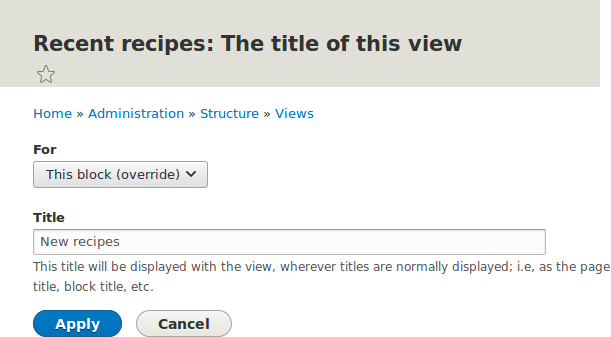 Recent recipes: The title of this view
Home » Administration » Structure » Views
For
This block (override)
Title
New recipes
This title will be displayed with the view, wherever titles are normally displayed; i.e, as the page
title, block title, etc.
Apply Cancel